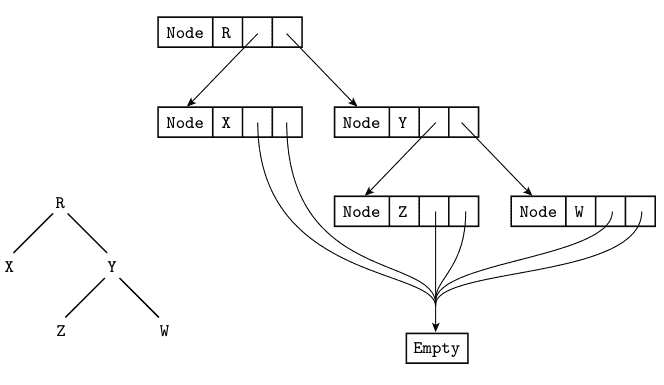 Node R
Node X
Node Y
Node Z
Node W
R
X
Y
Z
W
Empty